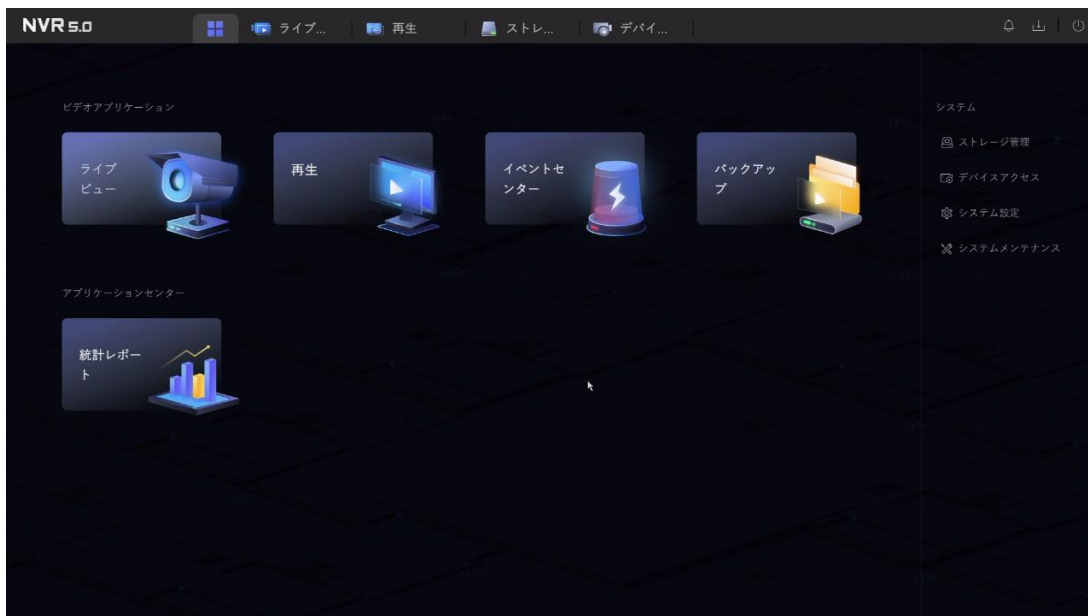 NVR 5.0
ライブ...
再生
ストレ...
デバイ...
ビデオアプリケーション
ライブ
ビュー
再生
イベントセ
ンター
バックアッ
プ
アプリケーションセンター
統計レポー
ト
システム
ストレージ管理
デバイスアクセス
システム設定
システムメンテナンス